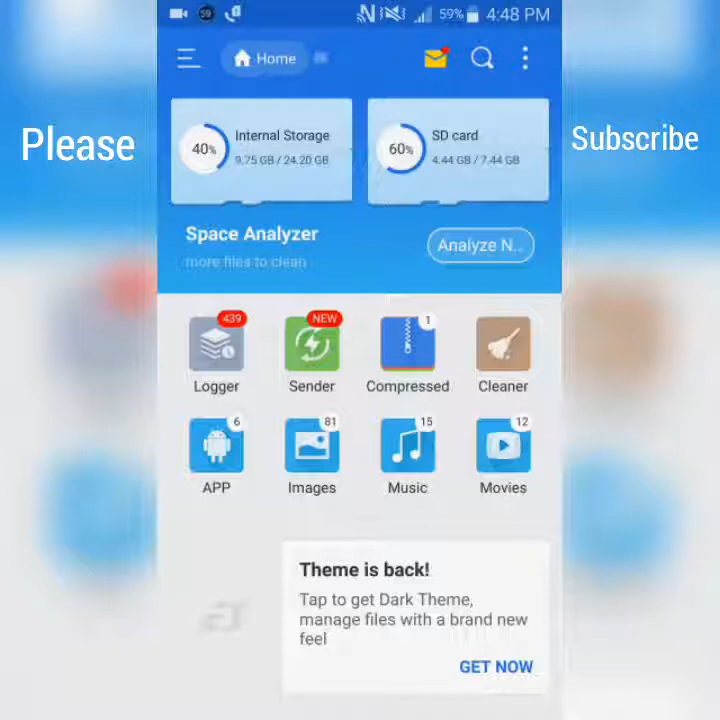 59 59% 4:48 PM
Home
Please
Subscribe
Internal Storage
40%
9.75 GB / 24.20 GB
SD card
60%
4.44 GB / 7.44 GB
Space Analyzer
more files to clean
Analyze N..
439
NEW
1
Logger
Sender
Compressed
Cleaner
6
81
15
12
APP
Images
Music
Movies
Theme is back!
Tap to get Dark Theme,
manage files with a brand new
feel
GET NOW